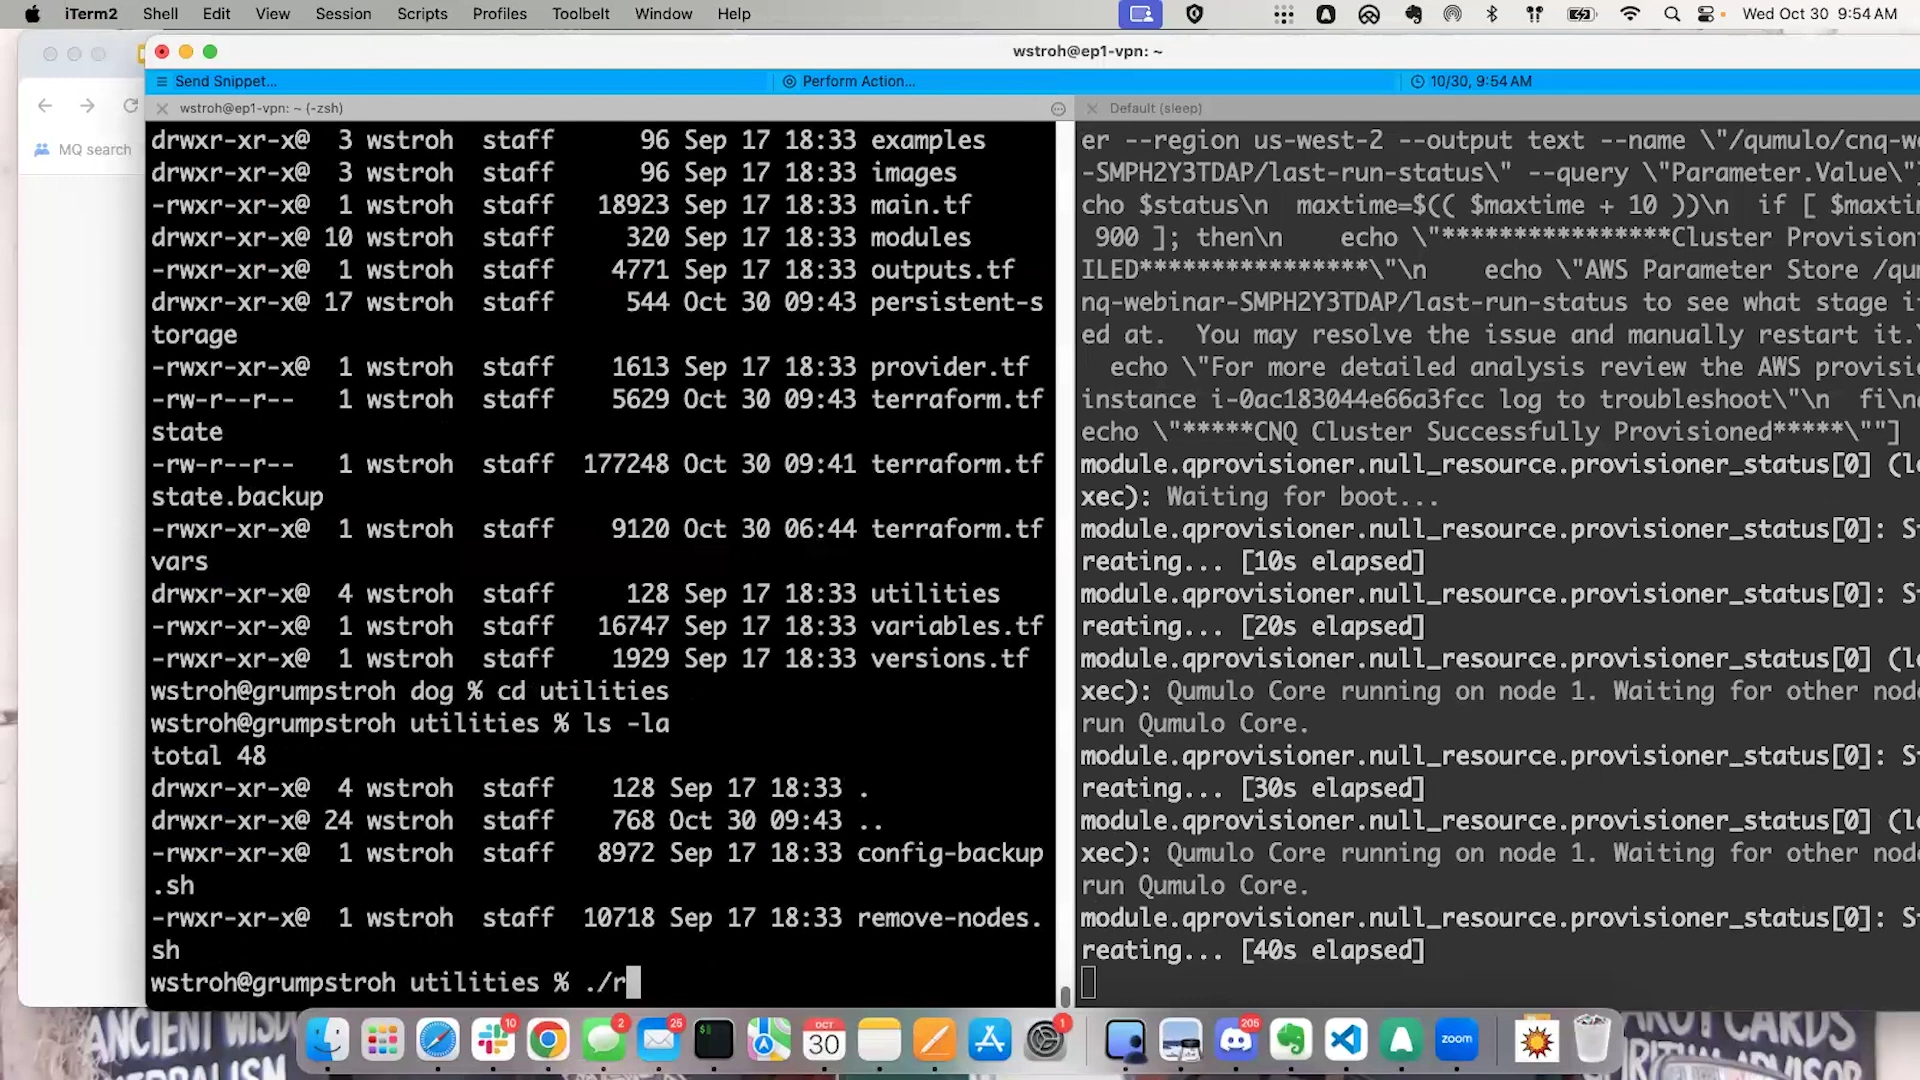 iTerm2 Shell Edit View Session Scripts Profiles Toolbelt Window Help Wed Oct 30 9:54 AM
wstroh@ep1-vpn: ~
Send Snippet... Perform Action... 10/30, 9:54 AM
wstroh@ep1-vpn: ~ (-zsh) Default (sleep)
MQ search
drwxr-xr-x@ 3 wstroh staff 96 Sep 17 18:33 examples
drwxr-xr-x@ 3 wstroh staff 96 Sep 17 18:33 images
-rwxr-xr-x@ 1 wstroh staff 18923 Sep 17 18:33 main.tf
drwxr-xr-x@ 10 wstroh staff 320 Sep 17 18:33 modules
-rwxr-xr-x@ 1 wstroh staff 4771 Sep 17 18:33 outputs.tf
drwxr-xr-x@ 17 wstroh staff 544 Oct 30 09:43 persistent-s
torage
-rwxr-xr-x@ 1 wstroh staff 1613 Sep 17 18:33 provider.tf
-rw-r--r-- 1 wstroh staff 5629 Oct 30 09:43 terraform.tf
state
-rw-r--r-- 1 wstroh staff 177248 Oct 30 09:41 terraform.tf
state.backup
-rwxr-xr-x@ 1 wstroh staff 9120 Oct 30 06:44 terraform.tf
vars
drwxr-xr-x@ 4 wstroh staff 128 Sep 17 18:33 utilities
-rwxr-xr-x@ 1 wstroh staff 16747 Sep 17 18:33 variables.tf
-rwxr-xr-x@ 1 wstroh staff 1929 Sep 17 18:33 versions.tf
wstroh@grumpstroh dog % cd utilities
wstroh@grumpstroh utilities % ls -la
total 48
drwxr-xr-x@ 4 wstroh staff 128 Sep 17 18:33 .
drwxr-xr-x@ 24 wstroh staff 768 Oct 30 09:43 ..
-rwxr-xr-x@ 1 wstroh staff 8972 Sep 17 18:33 config-backup
.sh
-rwxr-xr-x@ 1 wstroh staff 10718 Sep 17 18:33 remove-nodes.
sh
wstroh@grumpstroh utilities % ./r
er --region us-west-2 --output text --name \"/qumulo/cnq-w
-SMPH2Y3TDAP/last-run-status\" --query \"Parameter.Value\"
cho $status\n maxtime=$(( $maxtime + 10 ))\n if [ $maxti
900 ]; then\n echo \"****************Cluster Provision
ILED****************\"\n echo \"AWS Parameter Store /qu
nq-webinar-SMPH2Y3TDAP/last-run-status to see what stage i
ed at. You may resolve the issue and manually restart it.\
echo \"For more detailed analysis review the AWS provisi
instance i-0ac183044e66a3fcc log to troubleshoot\"\n fi\n
echo \"*****CNQ Cluster Successfully Provisioned*****\""]
module.qprovisioner.null_resource.provisioner_status[0] (l
xec): Waiting for boot...
module.qprovisioner.null_resource.provisioner_status[0]: S
reating... [10s elapsed]
module.qprovisioner.null_resource.provisioner_status[0]: S
reating... [20s elapsed]
module.qprovisioner.null_resource.provisioner_status[0] (l
xec): Qumulo Core running on node 1. Waiting for other nod
run Qumulo Core.
module.qprovisioner.null_resource.provisioner_status[0]: S
reating... [30s elapsed]
module.qprovisioner.null_resource.provisioner_status[0] (l
xec): Qumulo Core running on node 1. Waiting for other nod
run Qumulo Core.
module.qprovisioner.null_resource.provisioner_status[0]: S
reating... [40s elapsed]
ANCIENT WISD
HERBALISM
10 2 25 OCT 30 1 205 zoom